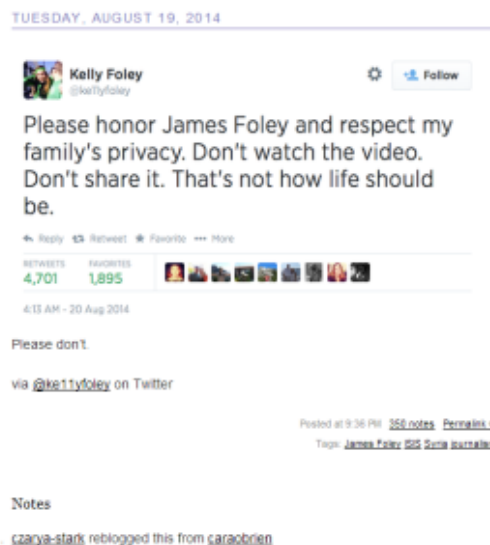 TUESDAY, AUGUST 19, 2014
Kelly Foley
@ke11yfoley
Follow
Please honor James Foley and respect my
family's privacy. Don't watch the video.
Don't share it. That's not how life should
be.
Reply Retweet Favorite ••• More
RETWEETS FAVORITES
4,701 1,895
4:13 AM - 20 Aug 2014
Please don't.
via @ke11yfoley on Twitter
Posted at 9:36 PM 350 notes Permalink
Tags: James Foley ISIS Syria journalis
Notes
czarya-stark reblogged this from caraobrien